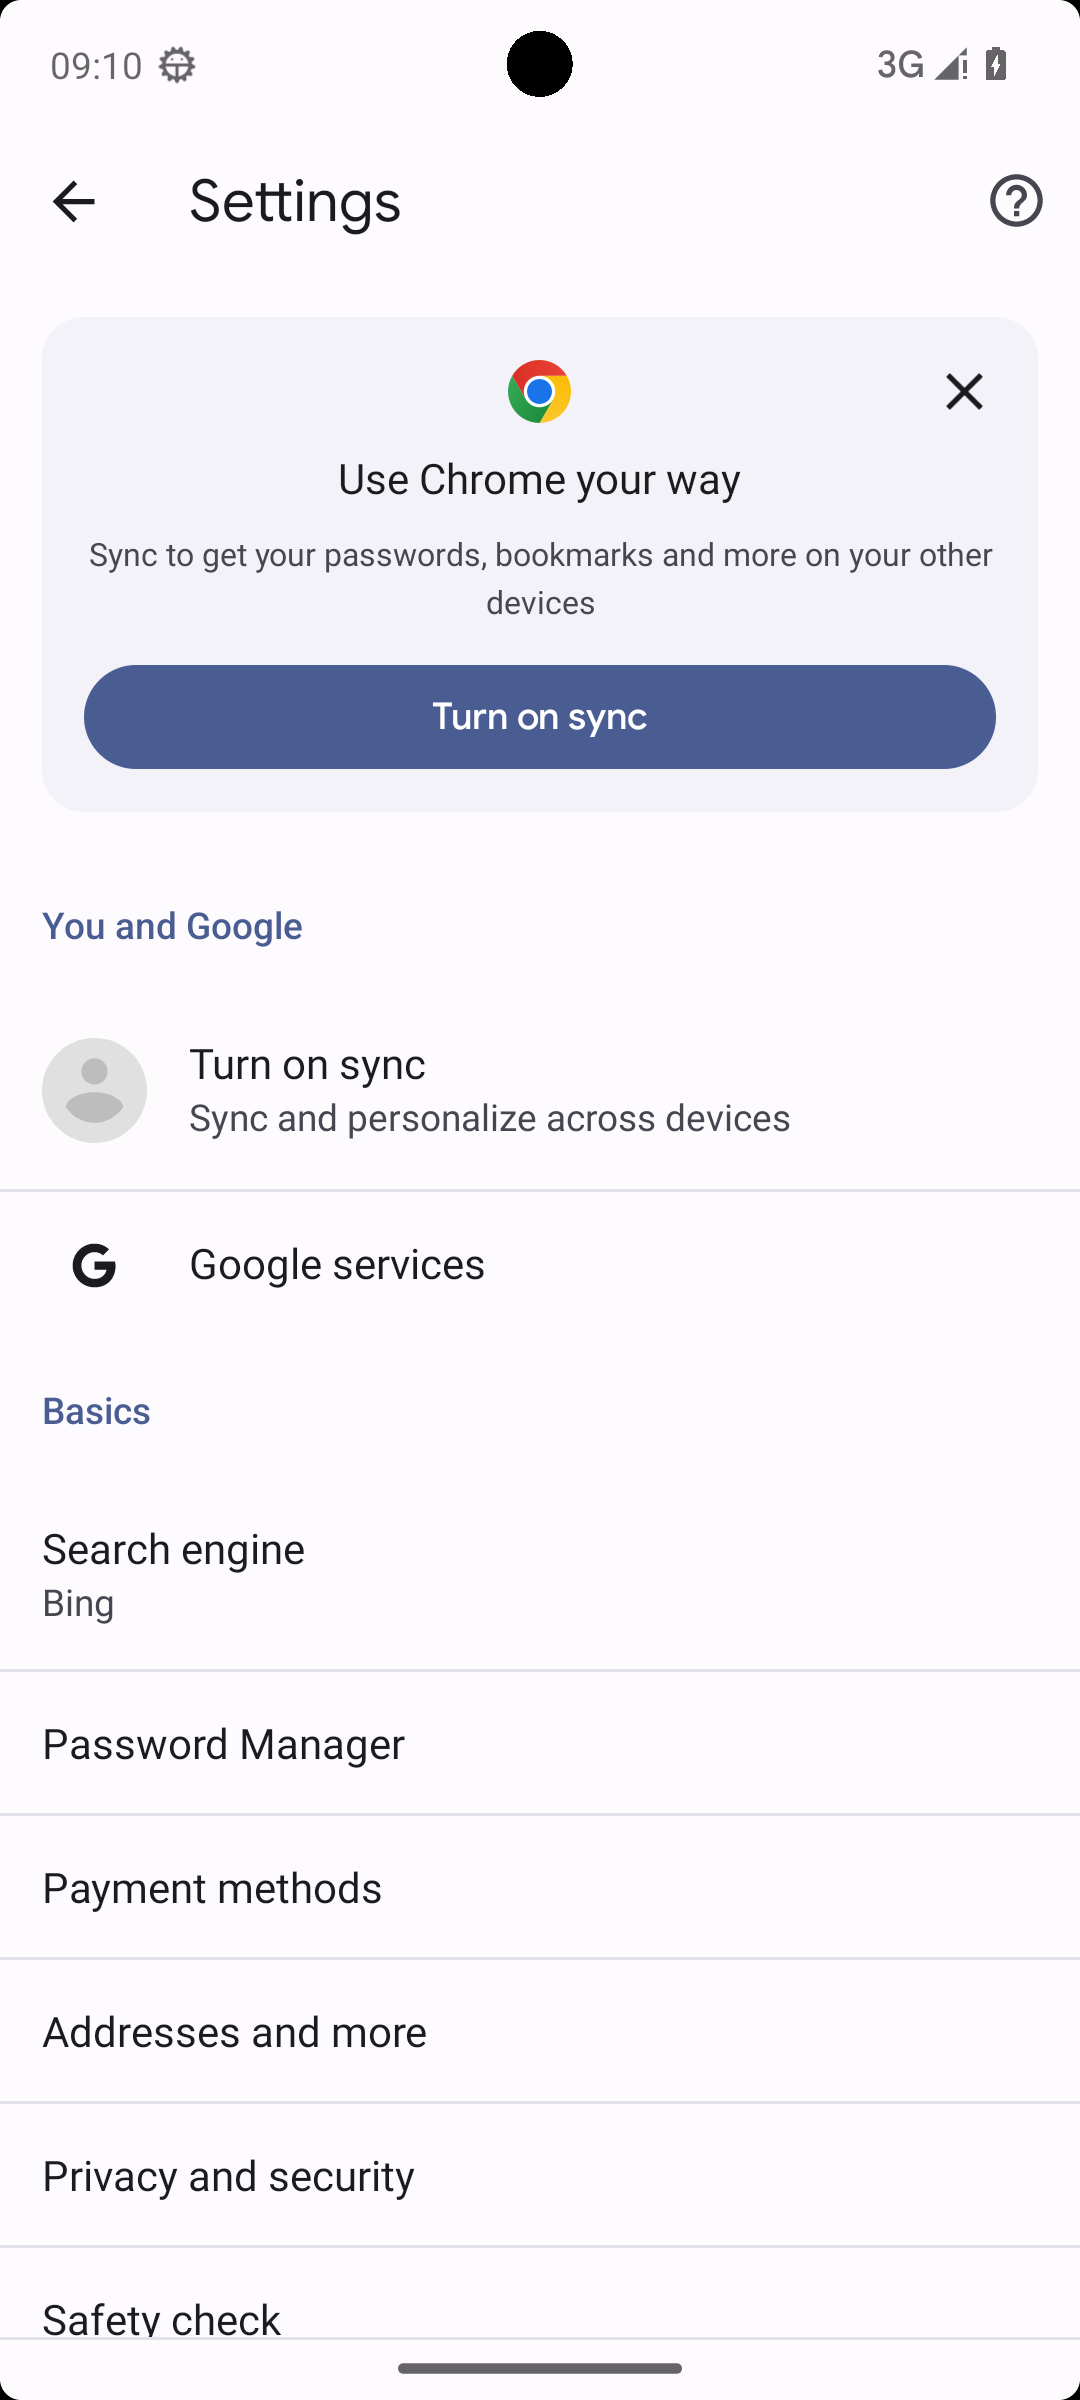 09:10
3G
Settings
Use Chrome your way
Sync to get your passwords, bookmarks and more on your other
devices
Turn on sync
You and Google
Turn on sync
Sync and personalize across devices
Google services
Basics
Search engine
Bing
Password Manager
Payment methods
Addresses and more
Privacy and security
Safety check